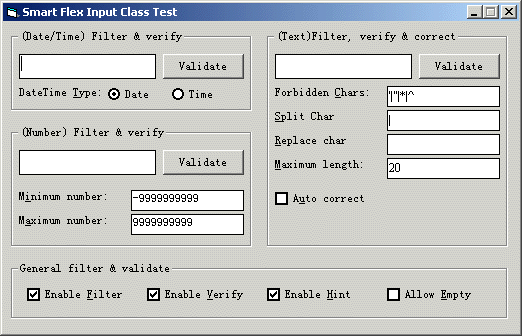 Smart Flex Input Class Test
(Date/Time) Filter & verify
Validate
DateTime Type: Date Time
(Number) Filter & verify
Validate
Minimum number: -9999999999
Maximum number: 9999999999
(Text)Filter, verify & correct
Validate
Forbidden Chars: '|"|*|^
Split Char |
Replace char
Maximum length: 20
Auto correct
General filter & validate
Enable Filter Enable Verify Enable Hint Allow Empty